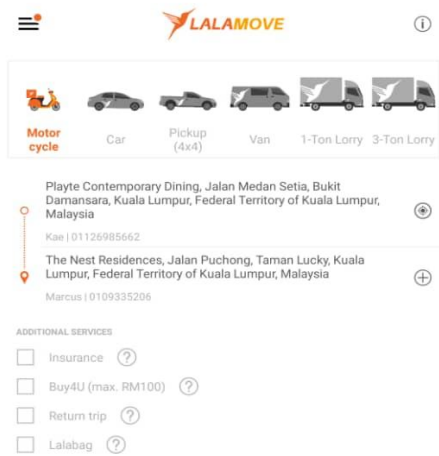 LALAMOVE
Motor
cycle
Car
Pickup
(4x4)
Van
1-Ton Lorry
3-Ton Lorry
Playte Contemporary Dining, Jalan Medan Setia, Bukit
Damansara, Kuala Lumpur, Federal Territory of Kuala Lumpur,
Malaysia
Kae | 01126985662
The Nest Residences, Jalan Puchong, Taman Lucky, Kuala
Lumpur, Federal Territory of Kuala Lumpur, Malaysia
Marcus | 0109335206
ADDITIONAL SERVICES
Insurance ?
Buy4U (max. RM100) ?
Return trip ?
Lalabag ?